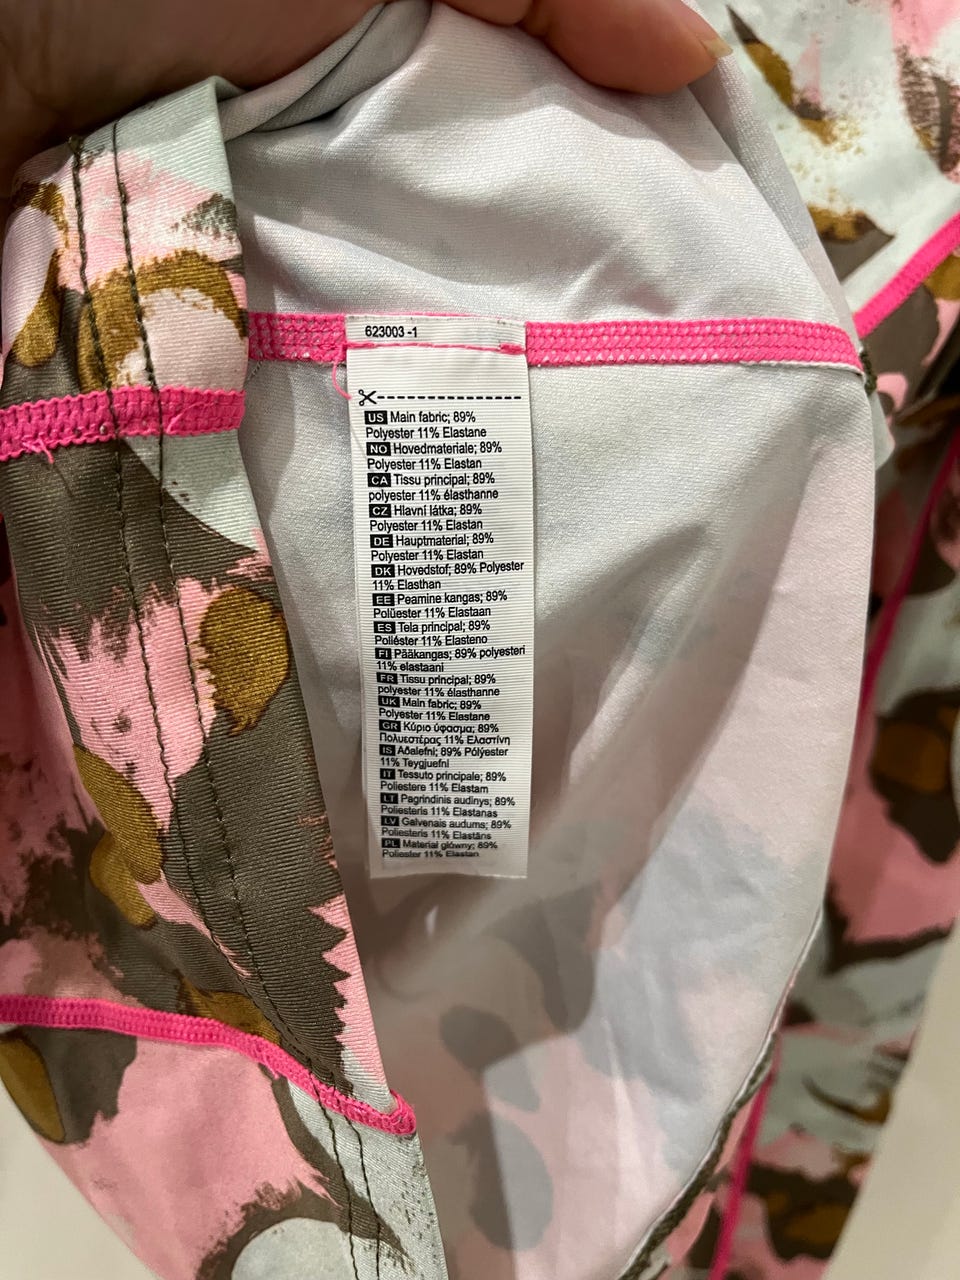 623003 -1
US Main fabric; 89%
Polyester 11% Elastane
NO Hovedmateriale; 89%
Polyester 11% Elastan
CA Tissu principal; 89%
polyester 11% élasthanne
CZ Hlavní látka; 89%
Polyester 11% Elastan
DE Hauptmaterial; 89%
Polyester 11% Elastan
DK Hovedstof; 89% Polyester
11% Elasthan
EE Peamine kangas; 89%
Polüester 11% Elastaan
ES Tela principal; 89%
Poliéster 11% Elasteno
FI Pääkangas; 89% polyesteri
11% elastaani
FR Tissu principal; 89%
polyester 11% élasthanne
UK Main fabric; 89%
Polyester 11% Elastane
GR Κύριο ύφασμα; 89%
Πολυεστέρας 11% Ελαστίνη
IS Aðalefni; 89% Pólýester
11% Teygjuefni
IT Tessuto principale; 89%
Poliestere 11% Elastam
LT Pagrindinis audinys; 89%
Poliesteris 11% Elastanas
LV Galvenais audums; 89%
Poliesteris 11% Elastāns
PL Materiał główny; 89%
Poliester 11% Elastan